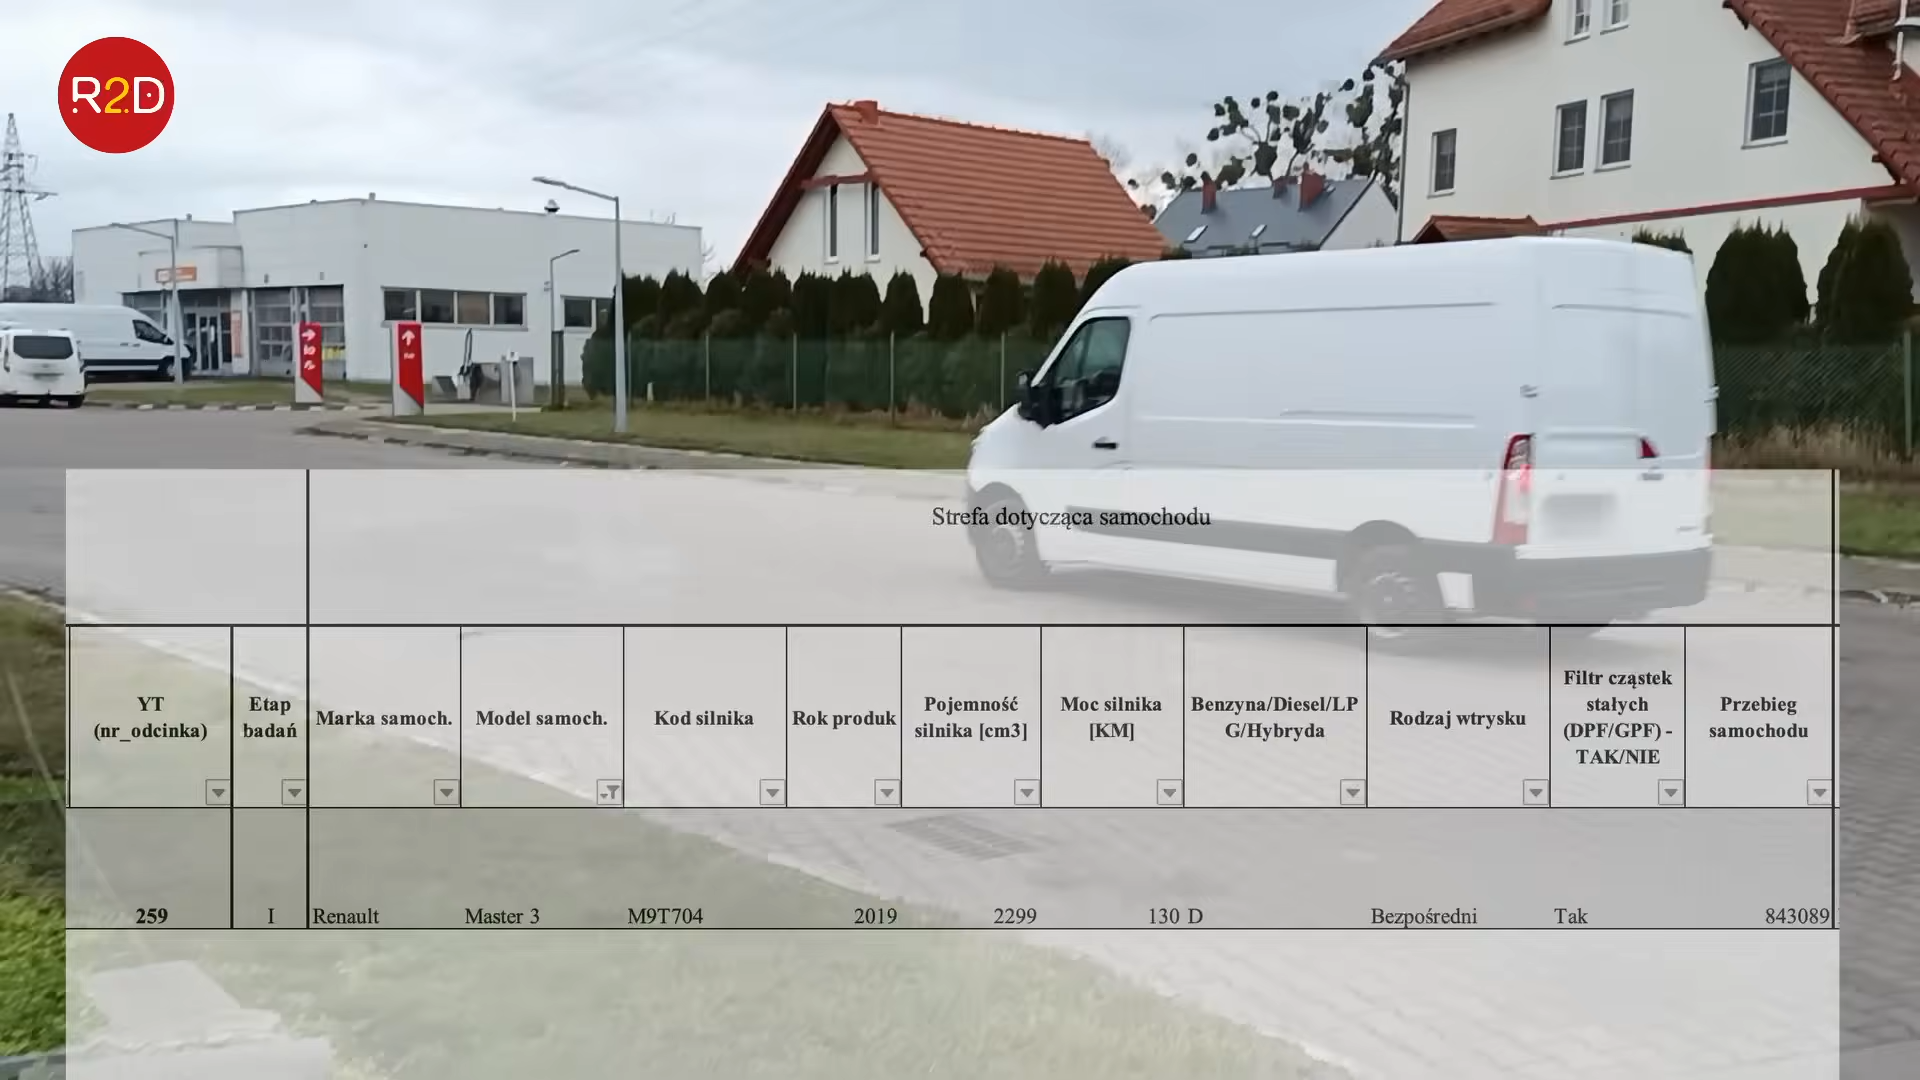 R2D
Strefa dotycząca samochodu
YT
(nr_odcinka)
Etap
badań
Marka samoch.
Model samoch.
Kod silnika
Rok produk
Pojemność
silnika [cm3]
Moc silnika
[KM]
Benzyna/Diesel/LP
G/Hybryda
Rodzaj wtrysku
Filtr cząstek
stałych
(DPF/GPF) -
TAK/NIE
Przebieg
samochodu
259 I Renault Master 3 M9T704 2019 2299 130 D Bezpośredni Tak 843089